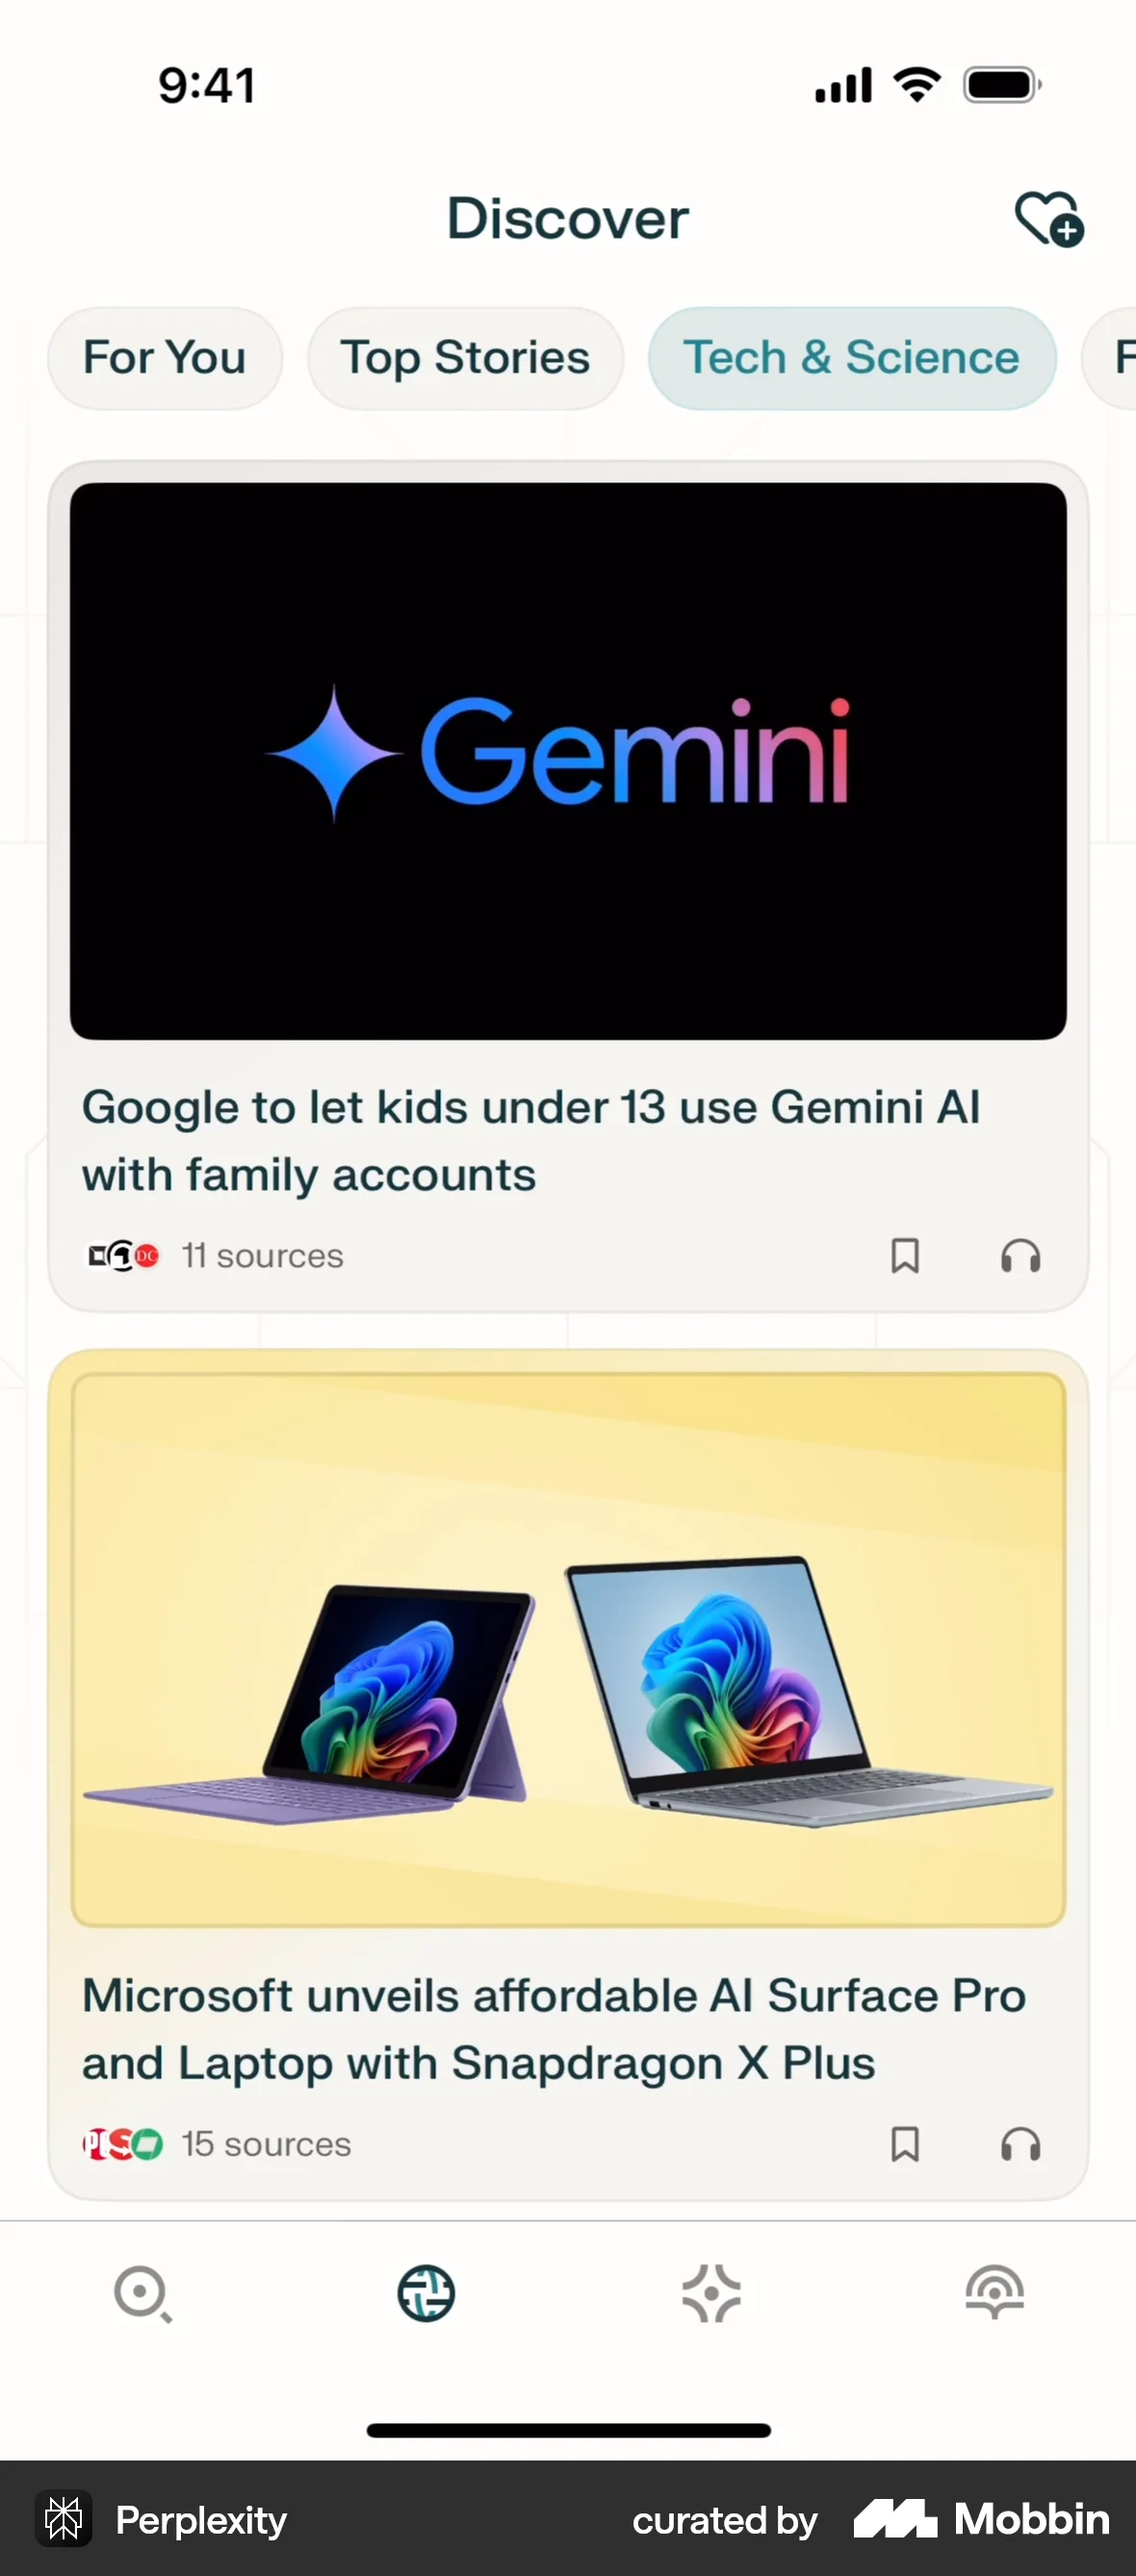 9:41
Discover
For You
Top Stories
Tech & Science
F
Gemini
Google to let kids under 13 use Gemini AI
with family accounts
DC
11 sources
Microsoft unveils affordable AI Surface Pro
and Laptop with Snapdragon X Plus
15 sources
Perplexity
curated by
Mobbin